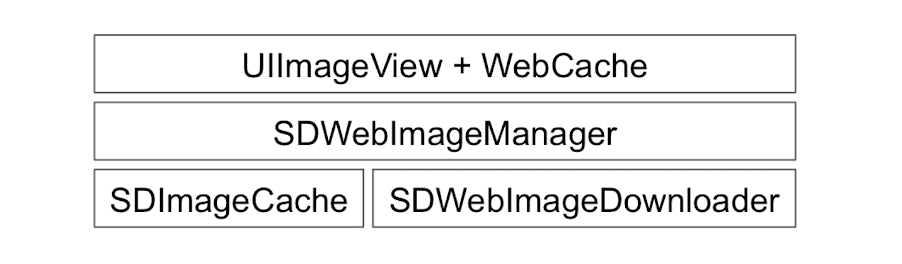 UIImageView + WebCache
SDWebImageManager
SDImageCache
SDWebImageDownloader